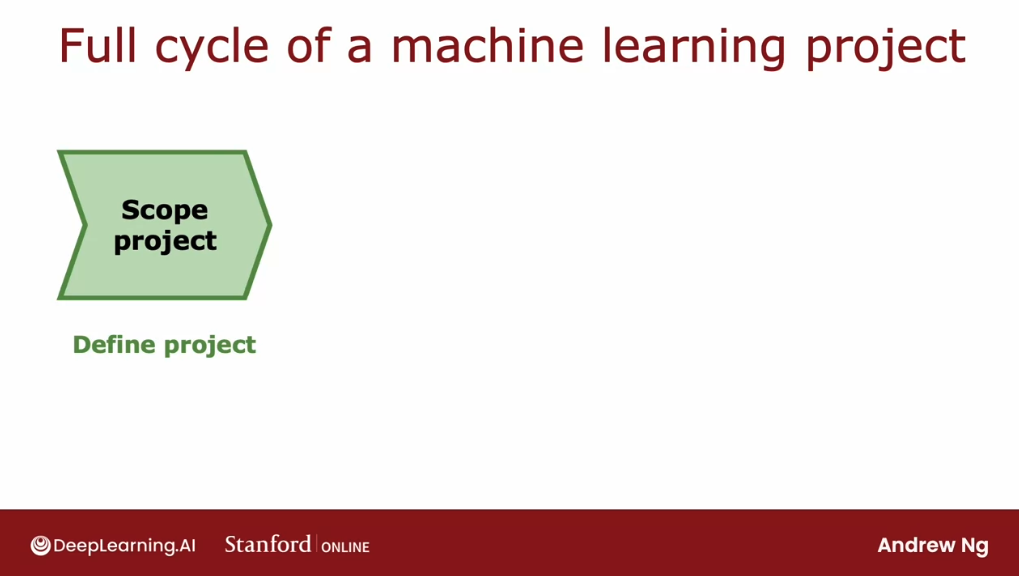 Full cycle of a machine learning project
Scope
project
Define project
DeepLearning.AI
Stanford ONLINE
Andrew Ng